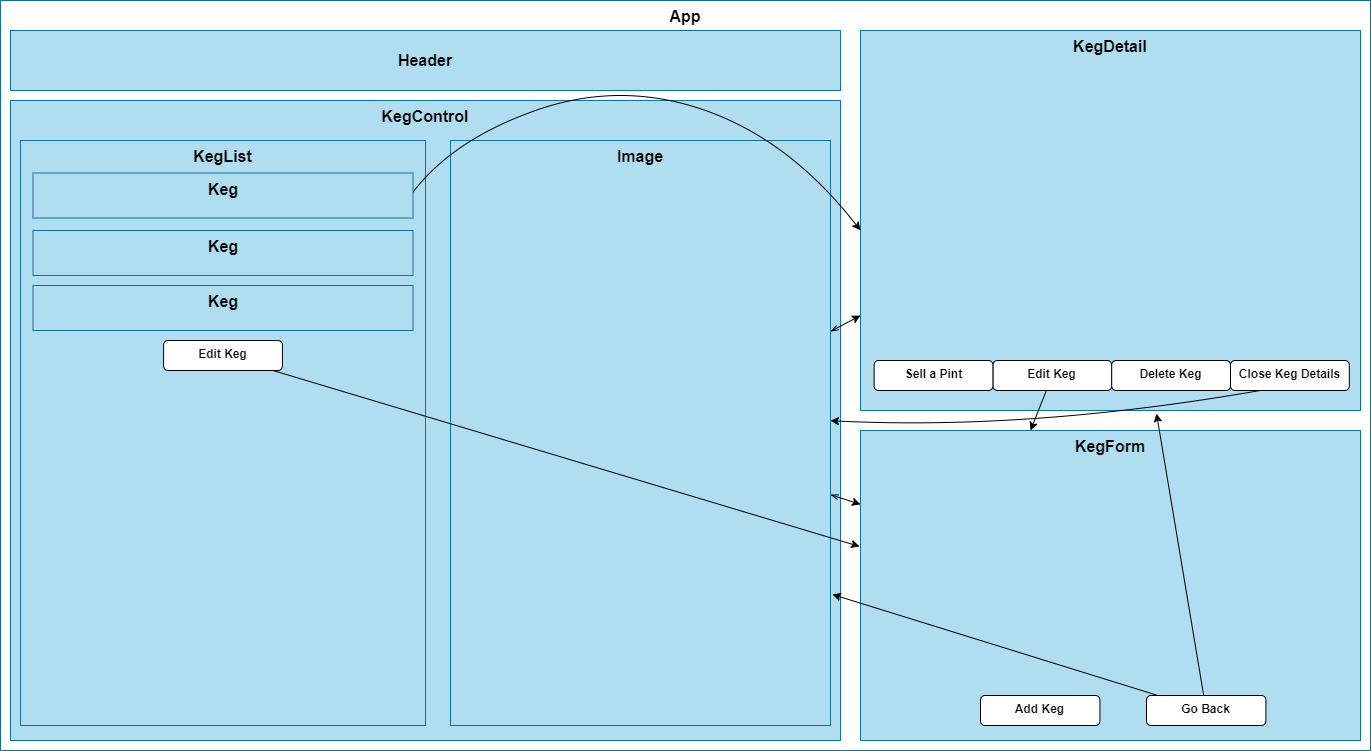 App
Header
KegControl
KegList
Keg
Keg
Keg
Edit Keg
Image
KegDetail
Sell a Pint
Edit Keg
Delete Keg
Close Keg Details
KegForm
Add Keg
Go Back